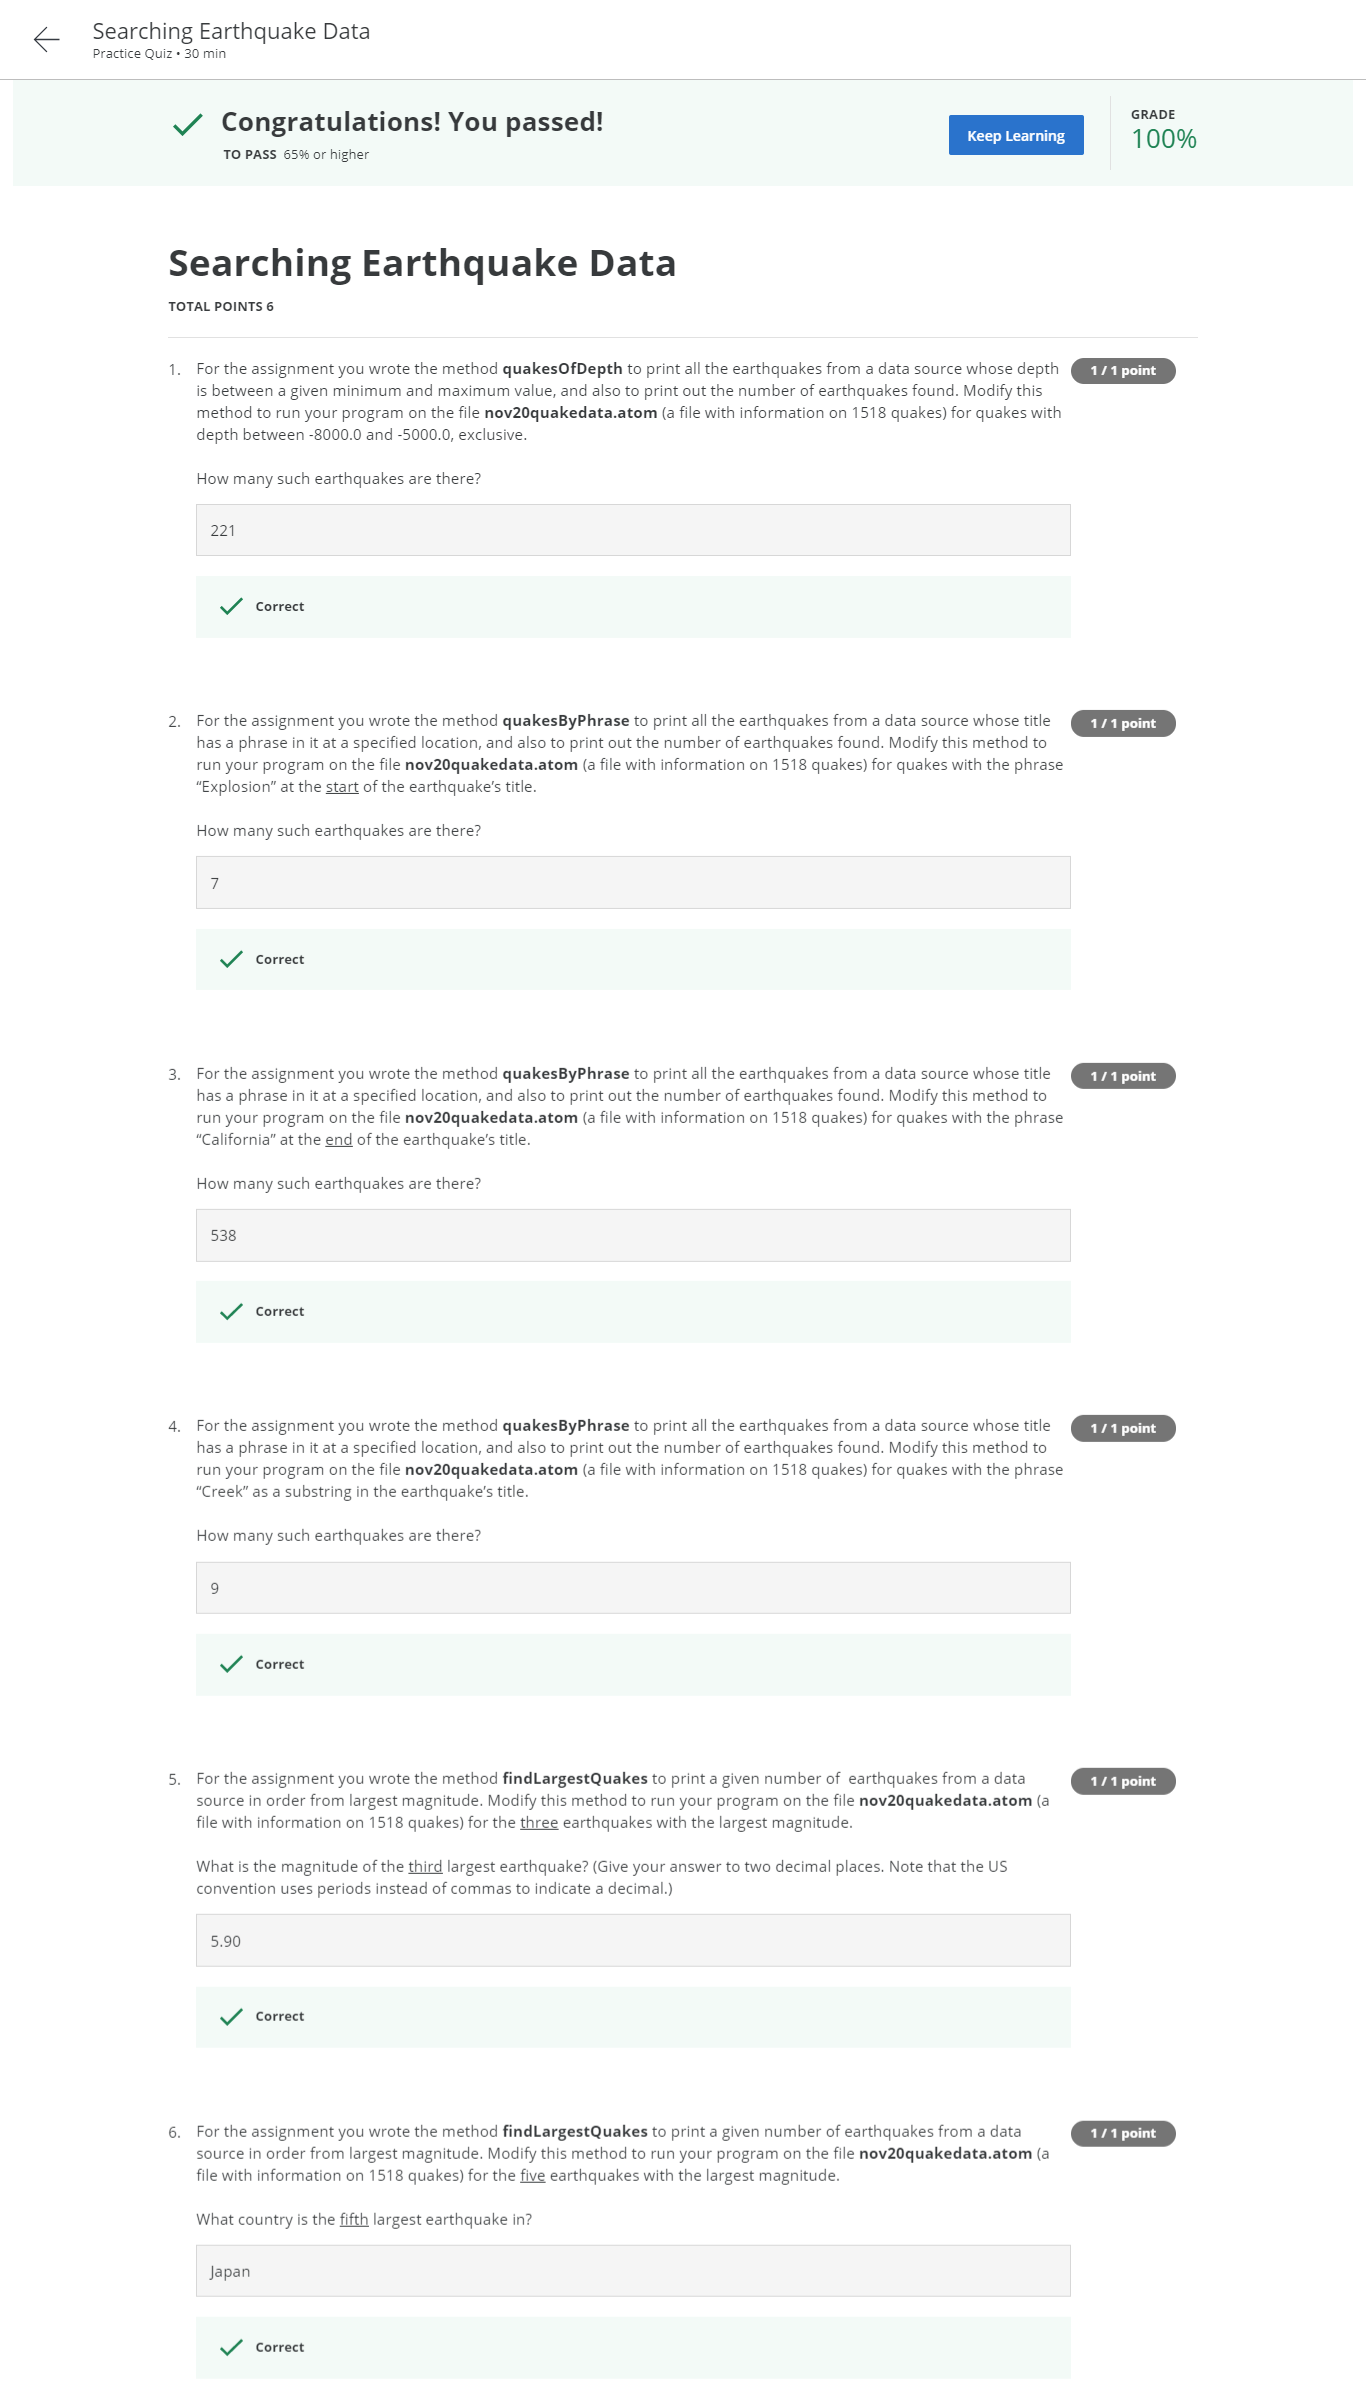 Searching Earthquake Data
Practice Quiz • 30 min
Congratulations! You passed!
TO PASS 65% or higher
Keep Learning
GRADE
100%
Searching Earthquake Data
TOTAL POINTS 6
1. For the assignment you wrote the method quakesOfDepth to print all the earthquakes from a data source whose depth
is between a given minimum and maximum value, and also to print out the number of earthquakes found. Modify this
method to run your program on the file nov20quakedata.atom (a file with information on 1518 quakes) for quakes with
depth between -8000.0 and -5000.0, exclusive.
1 / 1 point
How many such earthquakes are there?
221
Correct
2. For the assignment you wrote the method quakesByPhrase to print all the earthquakes from a data source whose title
has a phrase in it at a specified location, and also to print out the number of earthquakes found. Modify this method to
run your program on the file nov20quakedata.atom (a file with information on 1518 quakes) for quakes with the phrase
“Explosion” at the start of the earthquake’s title.
1 / 1 point
How many such earthquakes are there?
7
Correct
3. For the assignment you wrote the method quakesByPhrase to print all the earthquakes from a data source whose title
has a phrase in it at a specified location, and also to print out the number of earthquakes found. Modify this method to
run your program on the file nov20quakedata.atom (a file with information on 1518 quakes) for quakes with the phrase
“California” at the end of the earthquake’s title.
1 / 1 point
How many such earthquakes are there?
538
Correct
4. For the assignment you wrote the method quakesByPhrase to print all the earthquakes from a data source whose title
has a phrase in it at a specified location, and also to print out the number of earthquakes found. Modify this method to
run your program on the file nov20quakedata.atom (a file with information on 1518 quakes) for quakes with the phrase
“Creek” as a substring in the earthquake’s title.
1 / 1 point
How many such earthquakes are there?
9
Correct
5. For the assignment you wrote the method findLargestQuakes to print a given number of earthquakes from a data
source in order from largest magnitude. Modify this method to run your program on the file nov20quakedata.atom (a
file with information on 1518 quakes) for the three earthquakes with the largest magnitude.
1 / 1 point
What is the magnitude of the third largest earthquake? (Give your answer to two decimal places. Note that the US
convention uses periods instead of commas to indicate a decimal.)
5.90
Correct
6. For the assignment you wrote the method findLargestQuakes to print a given number of earthquakes from a data
source in order from largest magnitude. Modify this method to run your program on the file nov20quakedata.atom (a
file with information on 1518 quakes) for the five earthquakes with the largest magnitude.
1 / 1 point
What country is the fifth largest earthquake in?
Japan
Correct